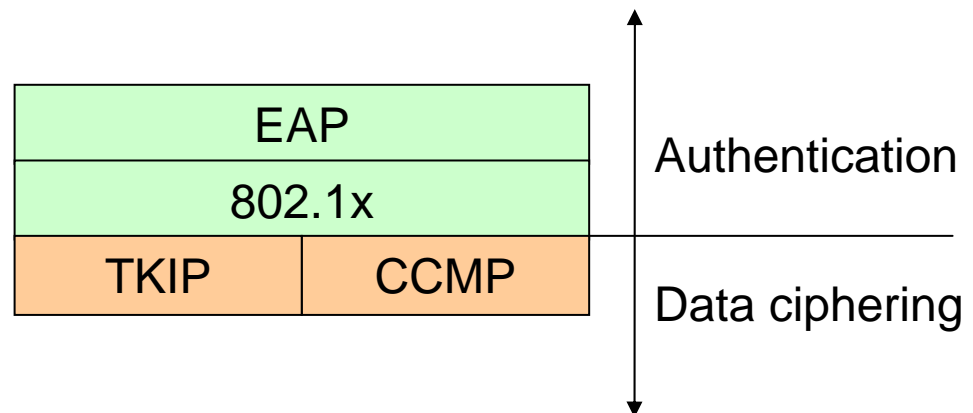 EAP
Authentication
802.1x
TKIP CCMP
Data ciphering